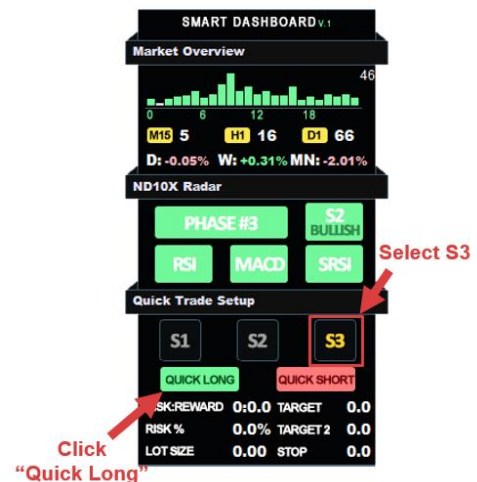 SMART DASHBOARD V.1
Market Overview
46
0 6 12 18
M15 5 H1 16 D1 66
D: -0.05% W: +0.31% MN: -2.01%
ND10X Radar
PHASE #3 S2
BULLISH
RSI MACD SRSI
Select S3
Quick Trade Setup
S1 S2 S3
QUICK LONG QUICK SHORT
SK:REWARD 0:0.0 TARGET 0.0
RISK % 0.0% TARGET 2 0.0
LOT SIZE 0.00 STOP 0.0
Click
“Quick Long”